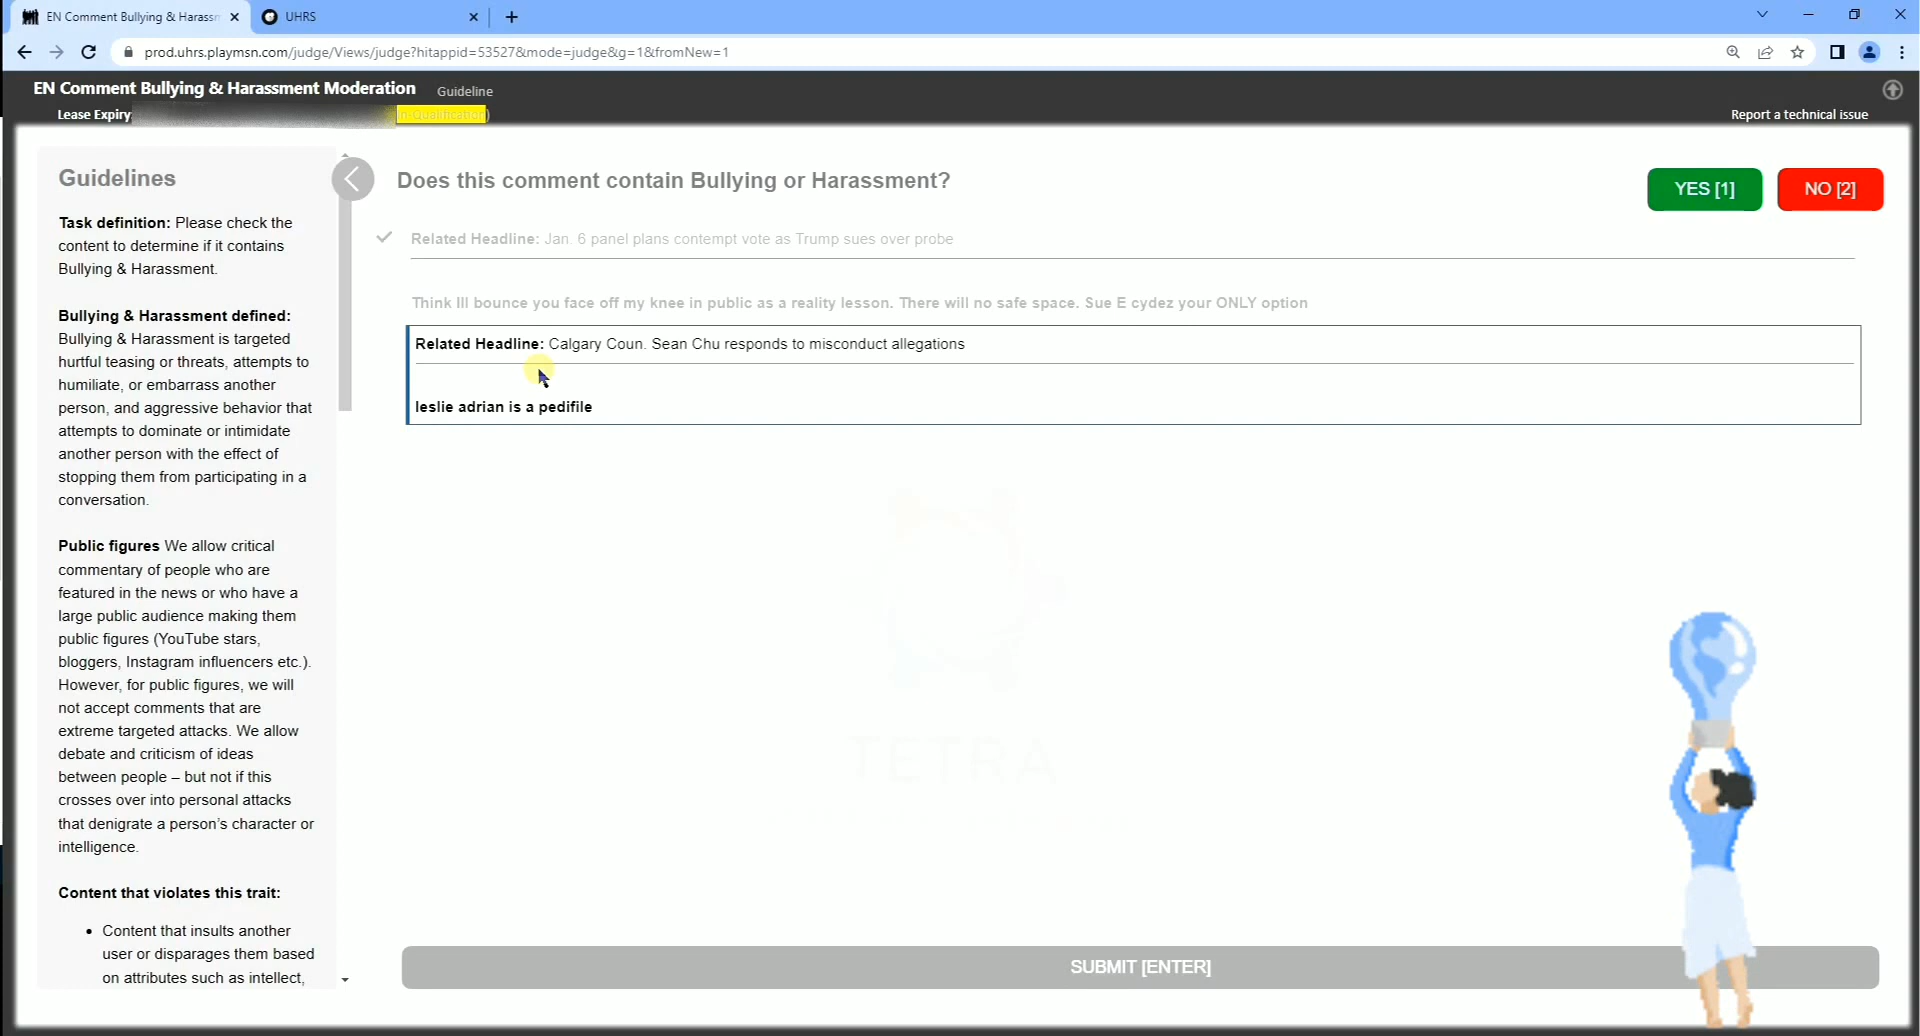 EN Comment Bullying & Harassm
UHRS
prod.uhrs.playmsn.com/judge/Views/judge?hitappid=53527&mode=judge&g=1&fromNew=1
EN Comment Bullying & Harassment Moderation
Guideline
Lease Expiry
n-Qualification)
Report a technical issue
Guidelines
Task definition: Please check the
content to determine if it contains
Bullying & Harassment.
Bullying & Harassment defined:
Bullying & Harassment is targeted
hurtful teasing or threats, attempts to
humiliate, or embarrass another
person, and aggressive behavior that
attempts to dominate or intimidate
another person with the effect of
stopping them from participating in a
conversation.
Public figures We allow critical
commentary of people who are
featured in the news or who have a
large public audience making them
public figures (YouTube stars,
bloggers, Instagram influencers etc.).
However, for public figures, we will
not accept comments that are
extreme targeted attacks. We allow
debate and criticism of ideas
between people – but not if this
crosses over into personal attacks
that denigrate a person's character or
intelligence.
Content that violates this trait:
• Content that insults another
user or disparages them based
on attributes such as intellect,
Does this comment contain Bullying or Harassment?
YES [1]
NO [2]
Related Headline: Jan. 6 panel plans contempt vote as Trump sues over probe
Think Ill bounce you face off my knee in public as a reality lesson. There will no safe space. Sue E cydez your ONLY option
Related Headline: Calgary Coun. Sean Chu responds to misconduct allegations
leslie adrian is a pedifile
TETRA
SUBMIT [ENTER]